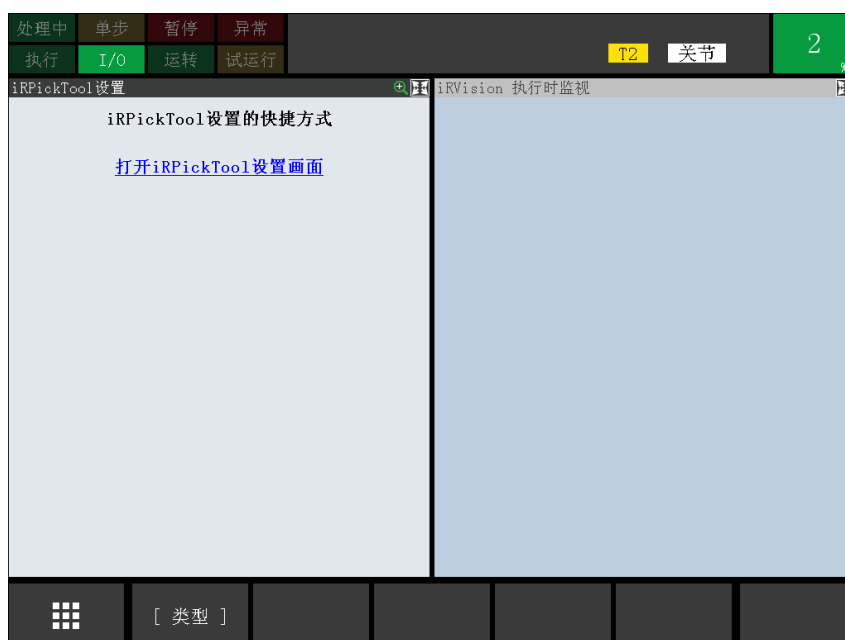 处理中 单步 暂停 异常
执行 I/O 运转 试运行
T2 关节
2
%
iRPickTool设置
iRVision 执行时监视
iRPickTool设置的快捷方式
打开iRPickTool设置画面
[ 类型 ]